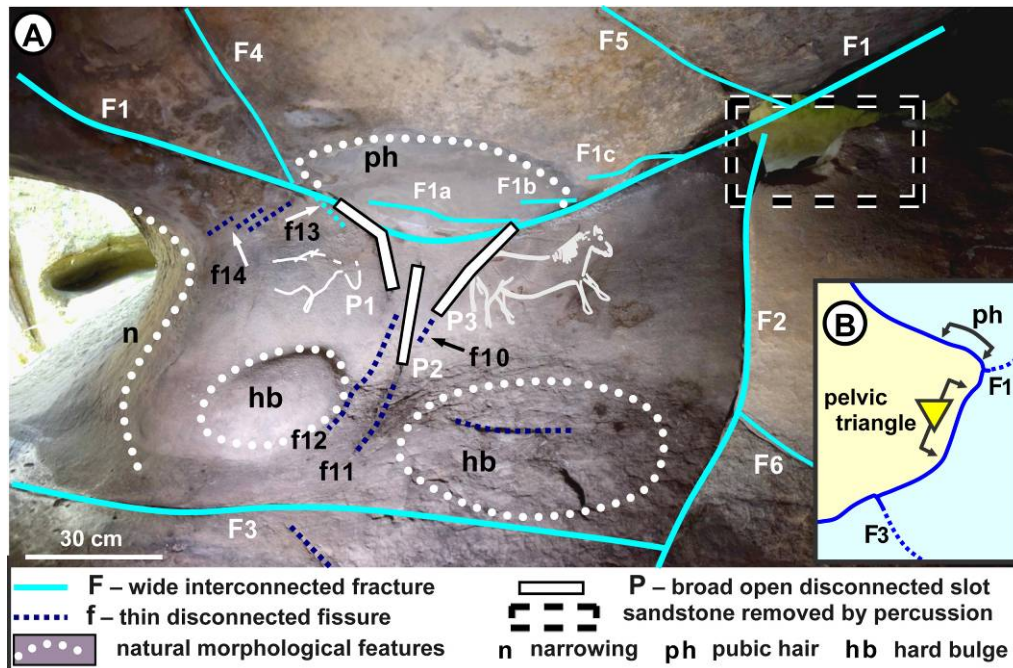 A
F4
F5
F1
F1
ph
F1c
F1a
F1b
f13
f14
P1
P3
n
F2
P2
f10
B
ph
hb
F1
pelvic
triangle
f12
f11
hb
F6
F3
F3
30 cm
F – wide interconnected fracture
P – broad open disconnected slot
f – thin disconnected fissure
sandstone removed by percussion
natural morphological features
n narrowing ph pubic hair hb hard bulge